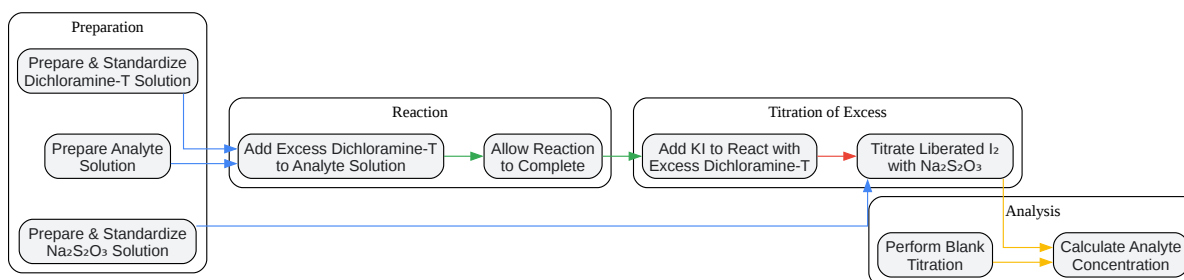 Preparation
Prepare & Standardize
Dichloramine-T Solution
Prepare Analyte
Solution
Prepare & Standardize
Na₂S₂O₃ Solution
Reaction
Add Excess Dichloramine-T
to Analyte Solution
Allow Reaction
to Complete
Titration of Excess
Add KI to React with
Excess Dichloramine-T
Titrate Liberated I₂
with Na₂S₂O₃
Analysis
Perform Blank
Titration
Calculate Analyte
Concentration